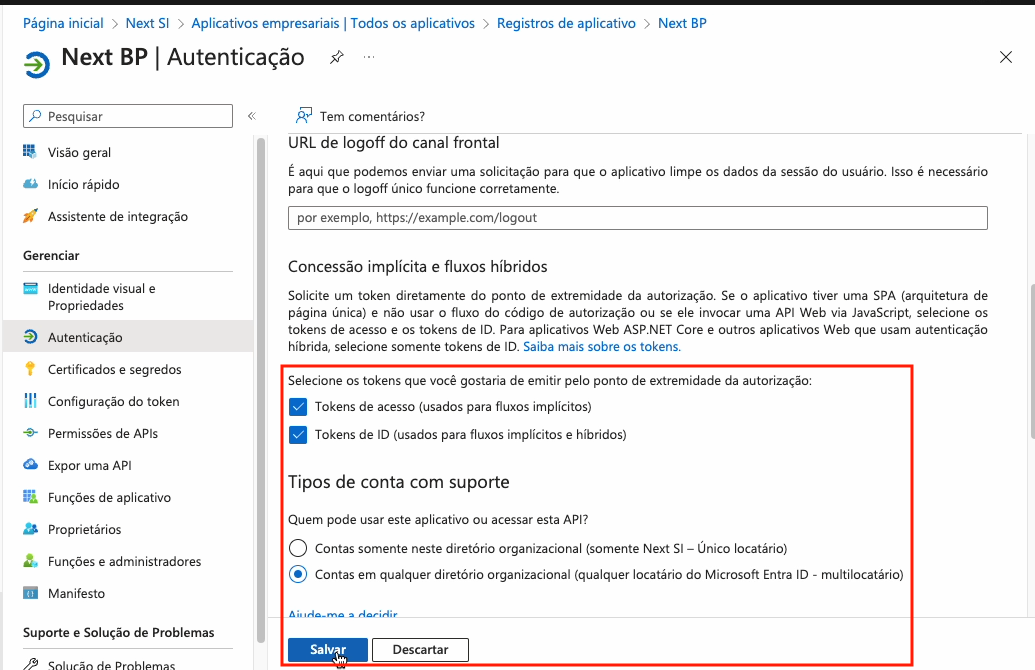 Página inicial > Next SI > Aplicativos empresariais | Todos os aplicativos > Registros de aplicativo > Next BP
Next BP | Autenticação
Pesquisar
Visão geral
Início rápido
Assistente de integração
Gerenciar
Identidade visual e
Propriedades
Autenticação
Certificados e segredos
Configuração do token
Permissões de APIs
Expor uma API
Funções de aplicativo
Proprietários
Funções e administradores
Manifesto
Suporte e Solução de Problemas
Solução de Problemas
Tem comentários?
URL de logoff do canal frontal
É aqui que podemos enviar uma solicitação para que o aplicativo limpe os dados da sessão do usuário. Isso é necessário
para que o logoff único funcione corretamente.
por exemplo, https://example.com/logout
Concessão implícita e fluxos híbridos
Solicite um token diretamente do ponto de extremidade da autorização. Se o aplicativo tiver uma SPA (arquitetura de
página única) e não usar o fluxo do código de autorização ou se ele invocar uma API Web via JavaScript, selecione os
tokens de acesso e os tokens de ID. Para aplicativos Web ASP.NET Core e outros aplicativos Web que usam autenticação
híbrida, selecione somente tokens de ID. Saiba mais sobre os tokens.
Selecione os tokens que você gostaria de emitir pelo ponto de extremidade da autorização:
Tokens de acesso (usados para fluxos implícitos)
Tokens de ID (usados para fluxos implícitos e híbridos)
Tipos de conta com suporte
Quem pode usar este aplicativo ou acessar esta API?
Contas somente neste diretório organizacional (somente Next SI – Único locatário)
Contas em qualquer diretório organizacional (qualquer locatário do Microsoft Entra ID - multilocatário)
Ajude-me a decidir
Salvar
Descartar